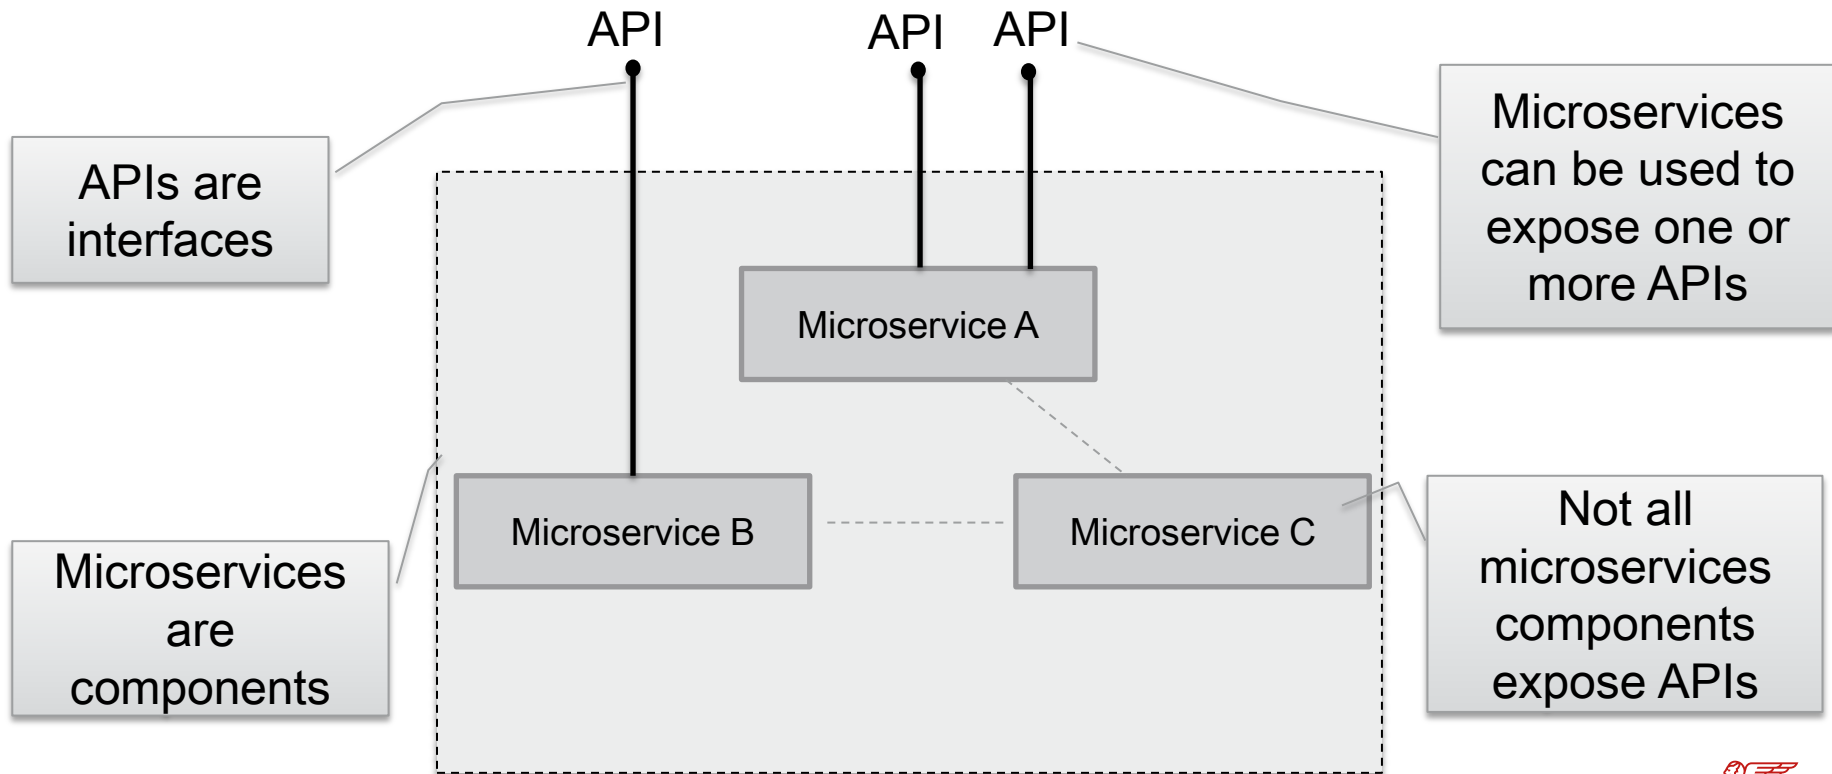 API
API
API
APIs are
interfaces
Microservices
can be used to
expose one or
more APIs
Microservice A
Microservice B
Microservice C
Microservices
are
components
Not all
microservices
components
expose APIs